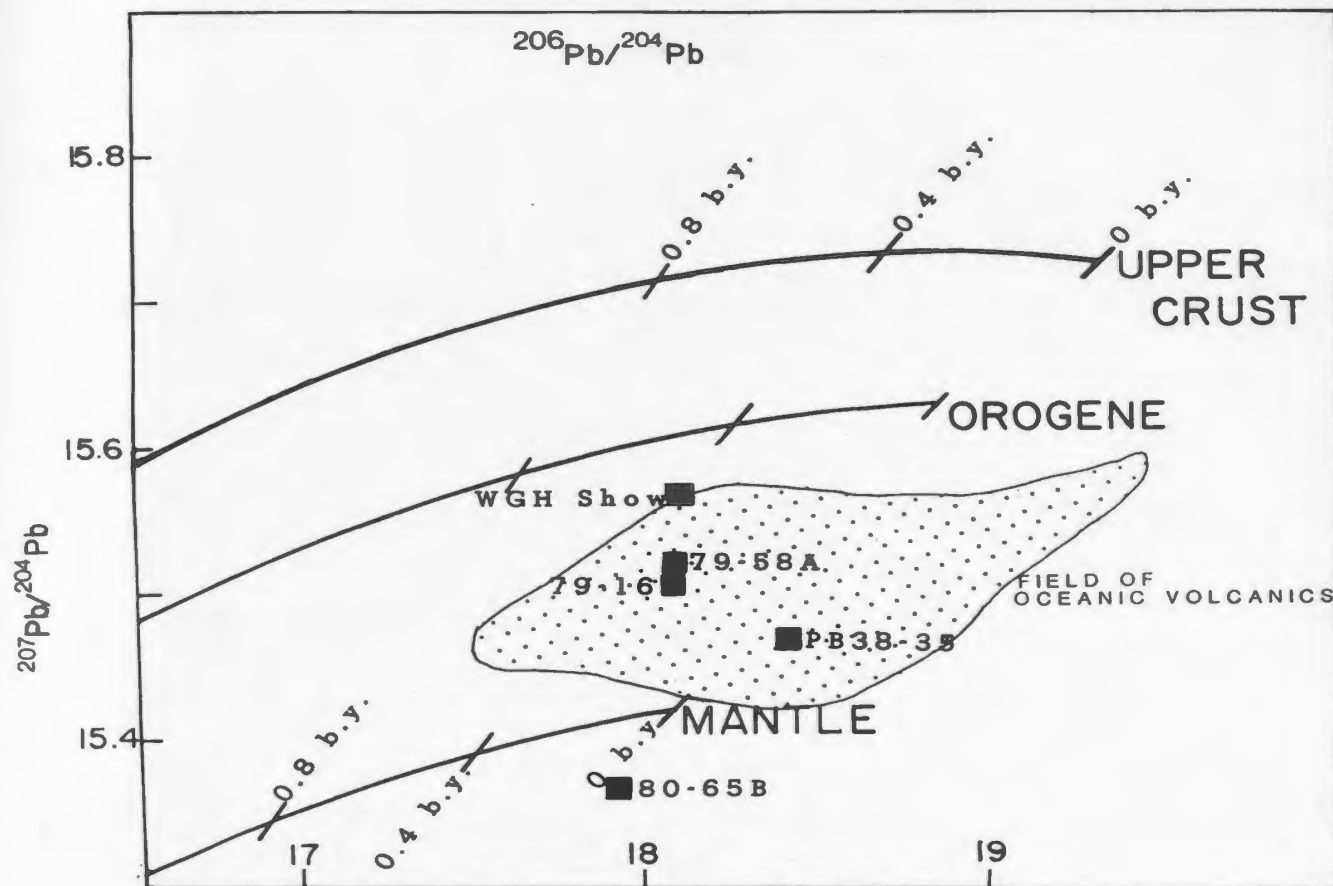 206Pb/204Pb
15.8
0.8 b.y.
0.4 b.y.
0 b.y.
UPPER
CRUST
OROGENE
15.6
WGH Show
79-58A
79-16
FIELD OF
OCEANIC VOLCANICS
PB38-35
207Pb/204Pb
MANTLE
15.4
0.8 b.y.
0.4 b.y.
0 b.y
80-65B
17
18
19